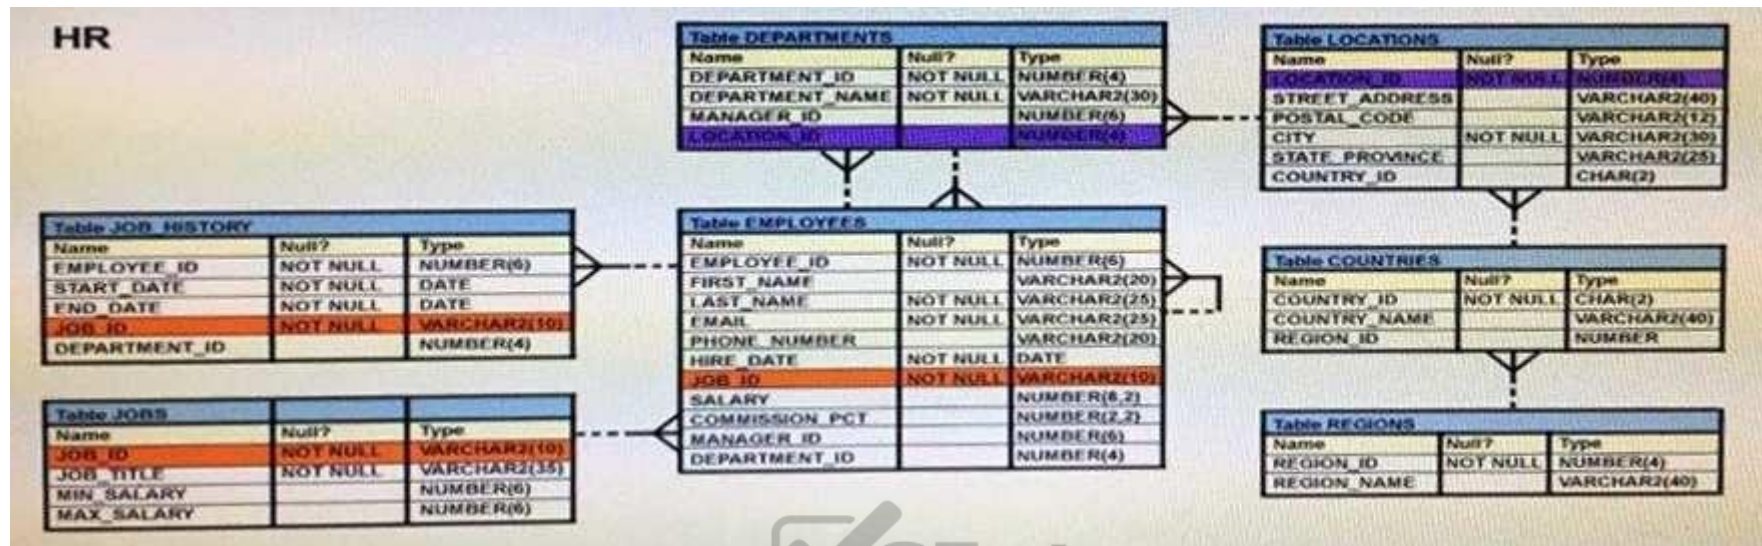 HR
Table DEPARTMENTS
Name Null? Type
DEPARTMENT_ID NOT NULL NUMBER(4)
DEPARTMENT_NAME NOT NULL VARCHAR2(30)
MANAGER_ID NUMBER(6)
LOCATION_ID NUMBER(4)
Table LOCATIONS
Name Null? Type
LOCATION_ID NOT NULL NUMBER(4)
STREET_ADDRESS VARCHAR2(40)
POSTAL_CODE VARCHAR2(12)
CITY NOT NULL VARCHAR2(30)
STATE_PROVINCE VARCHAR2(25)
COUNTRY_ID CHAR(2)
Table JOB_HISTORY
Name Null? Type
EMPLOYEE_ID NOT NULL NUMBER(6)
START_DATE NOT NULL DATE
END_DATE NOT NULL DATE
JOB_ID NOT NULL VARCHAR2(10)
DEPARTMENT_ID NUMBER(4)
Table EMPLOYEES
Name Null? Type
EMPLOYEE_ID NOT NULL NUMBER(6)
FIRST_NAME VARCHAR2(20)
LAST_NAME NOT NULL VARCHAR2(25)
EMAIL NOT NULL VARCHAR2(25)
PHONE_NUMBER VARCHAR2(20)
HIRE_DATE NOT NULL DATE
JOB_ID NOT NULL VARCHAR2(10)
SALARY NUMBER(8,2)
COMMISSION_PCT NUMBER(2,2)
MANAGER_ID NUMBER(6)
DEPARTMENT_ID NUMBER(4)
Table COUNTRIES
Name Null? Type
COUNTRY_ID NOT NULL CHAR(2)
COUNTRY_NAME VARCHAR2(40)
REGION_ID NUMBER
Table JOBS
Name Null? Type
JOB_ID NOT NULL VARCHAR2(10)
JOB_TITLE NOT NULL VARCHAR2(35)
MIN_SALARY NUMBER(6)
MAX_SALARY NUMBER(6)
Table REGIONS
Name Null? Type
REGION_ID NOT NULL NUMBER(4)
REGION_NAME VARCHAR2(40)